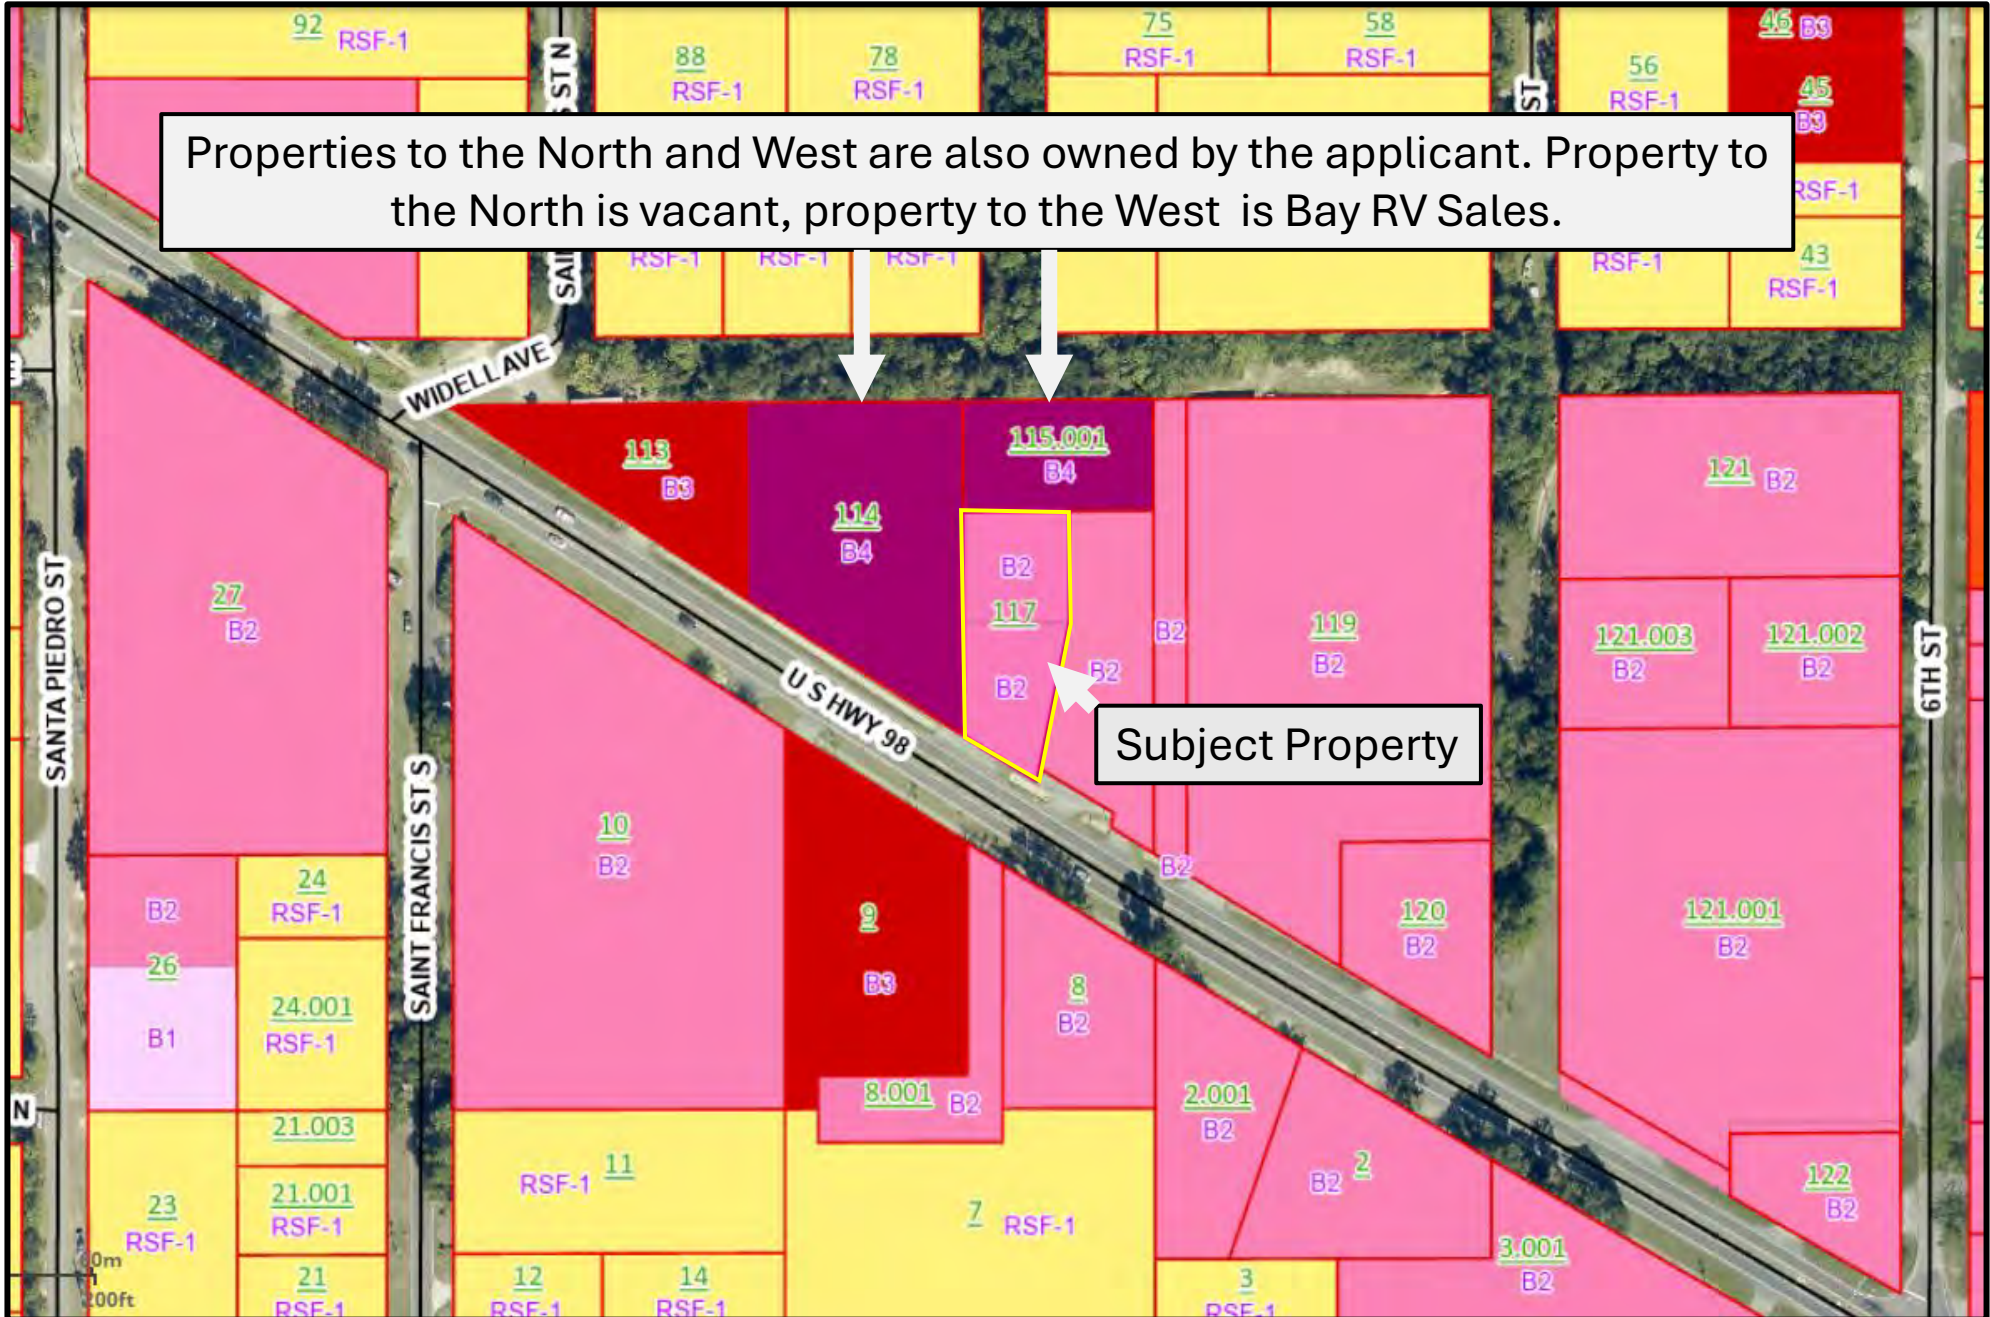 92
RSF-1
88
RSF-1
78
RSF-1
75
RSF-1
58
RSF-1
56
RSF-1
46 B3
45
B3
ST N
ST
Properties to the North and West are also owned by the applicant. Property to
the North is vacant, property to the West is Bay RV Sales.
RSF-1
RSF-1
RSF-1
RSF-1
RSF-1
43
RSF-1
WIDELL AVE
113
B3
114
B4
115.001
B4
121 B2
B2
117
B2
B2
B2
119
B2
121.003
B2
121.002
B2
27
B2
SANTA PIEDRO ST
6TH ST
U S HWY 98
Subject Property
SAINT FRANCIS ST S
10
B2
9
B3
B2
120
B2
121.001
B2
B2
26
B1
24
RSF-1
24.001
RSF-1
8
B2
8.001 B2
2.001
B2
2
B2
N
21.003
21.001
RSF-1
23
RSF-1
RSF-1 11
7 RSF-1
122
B2
3.001
B2
21
RSF-1
12
RSF-1
14
RSF-1
3
RSF-1
200ft